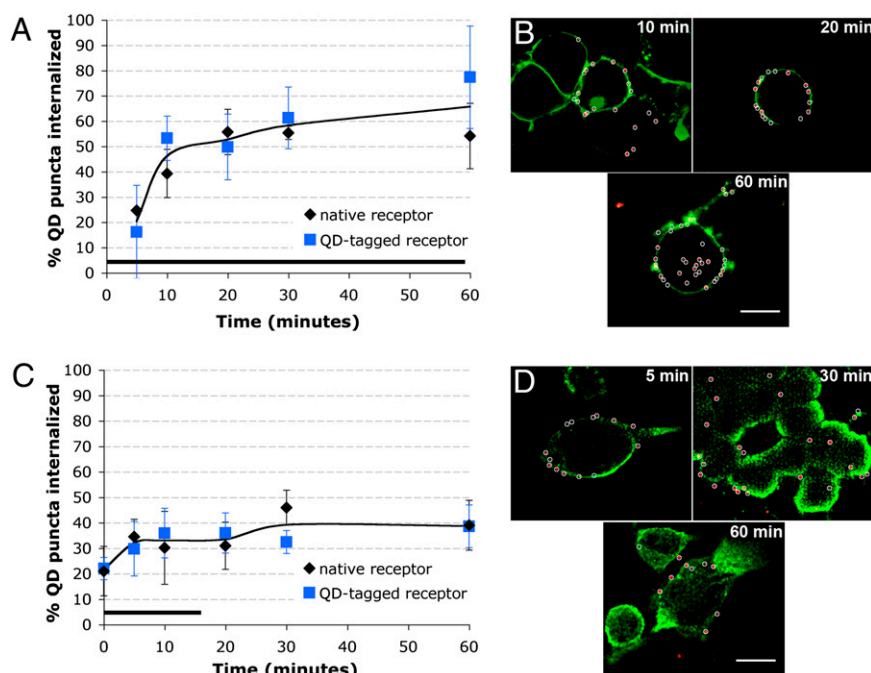 A
% QD puncta internalized
100
90
80
70
60
50
40
30
20
10
0
0 10 20 30 40 50 60
Time (minutes)
native receptor
QD-tagged receptor
B
10 min
20 min
60 min
C
% QD puncta internalized
100
90
80
70
60
50
40
30
20
10
0
0 10 20 30 40 50 60
Time (minutes)
native receptor
QD-tagged receptor
D
5 min
30 min
60 min